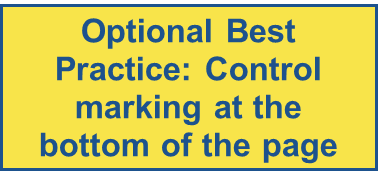 Optional Best
Practice: Control
marking at the
bottom of the page